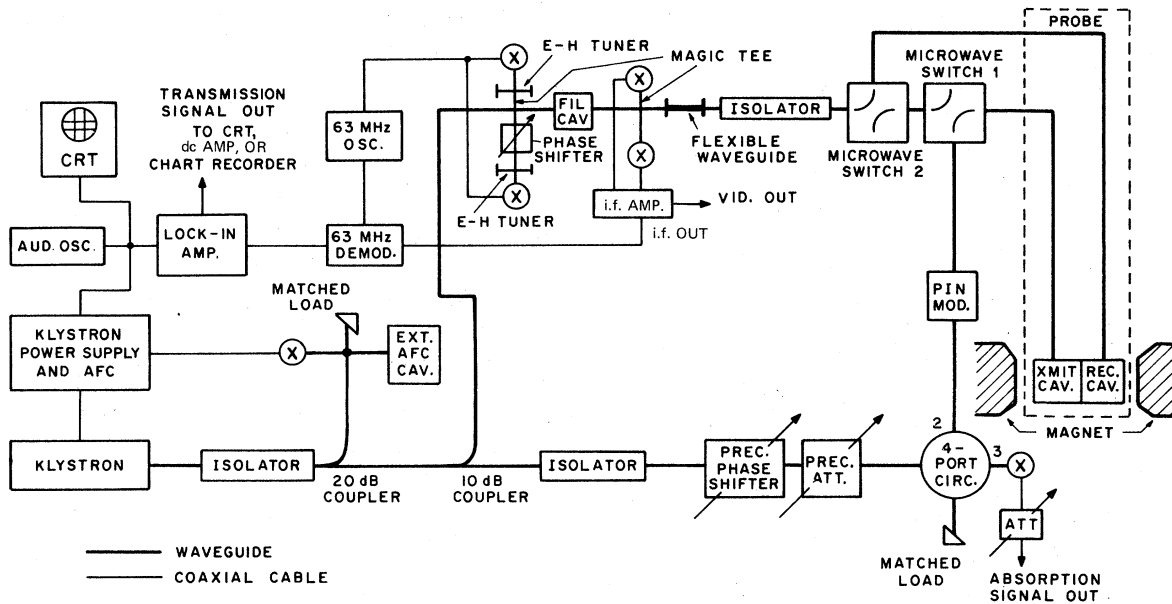 PROBE
E-H TUNER
MAGIC TEE
MICROWAVE
SWITCH 1
X
X
CRT
TRANSMISSION
SIGNAL OUT
TO CRT,
dc AMP, OR
CHART RECORDER
63 MHz
OSC.
FIL
CAV
ISOLATOR
PHASE
SHIFTER
FLEXIBLE
WAVEGUIDE
MICROWAVE
SWITCH 2
X
X
E-H TUNER
i.f. AMP.
VID. OUT
i.f. OUT
AUD. OSC.
LOCK-IN
AMP.
63 MHz
DEMOD.
MATCHED
LOAD
PIN
MOD.
KLYSTRON
POWER SUPPLY
AND AFC
X
EXT.
AFC
CAV.
XMIT
CAV.
REC.
CAV.
MAGNET
KLYSTRON
ISOLATOR
20 dB
COUPLER
10 dB
COUPLER
ISOLATOR
PREC.
PHASE
SHIFTER
PREC.
ATT.
2
4-
PORT
CIRC.
3
X
ATT
MATCHED
LOAD
ABSORPTION
SIGNAL OUT
WAVEGUIDE
COAXIAL CABLE